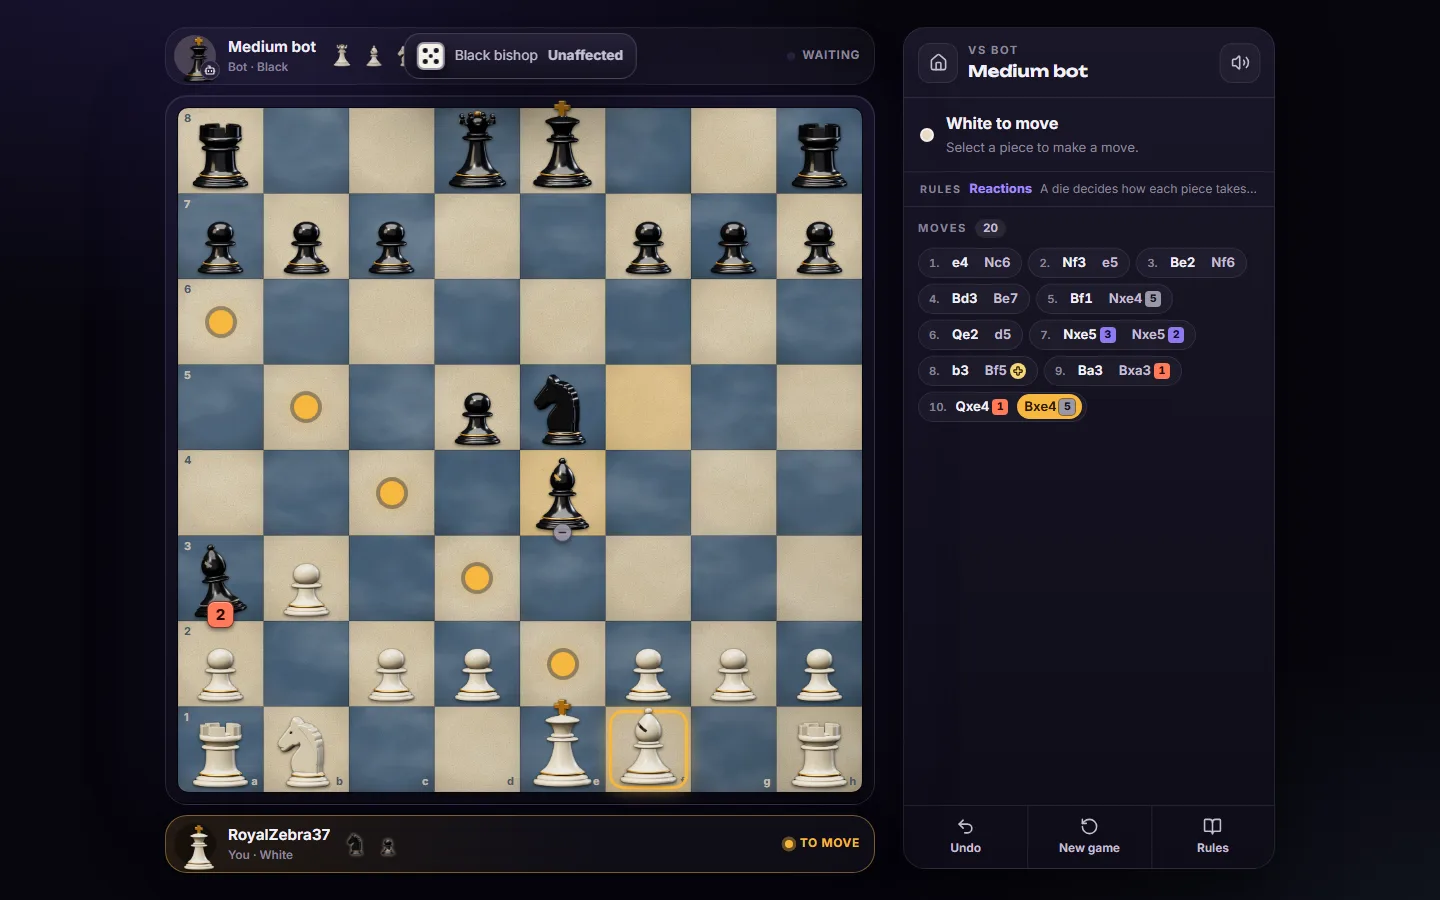 Medium bot
Bot · Black
Black bishop Unaffected
WAITING
8
7
6
5
4
3
2
2
1
a b c d e f g h
RoyalZebra37
You · White
TO MOVE
VS BOT
Medium bot
White to move
Select a piece to make a move.
RULES Reactions A die decides how each piece takes...
MOVES 20
1. e4 Nc6 2. Nf3 e5 3. Be2 Nf6
4. Bd3 Be7 5. Bf1 Nxe4 5
6. Qe2 d5 7. Nxe5 3 Nxe5 2
8. b3 Bf5 9. Ba3 Bxa3 1
10. Qxe4 1 Bxe4 5
Undo New game Rules